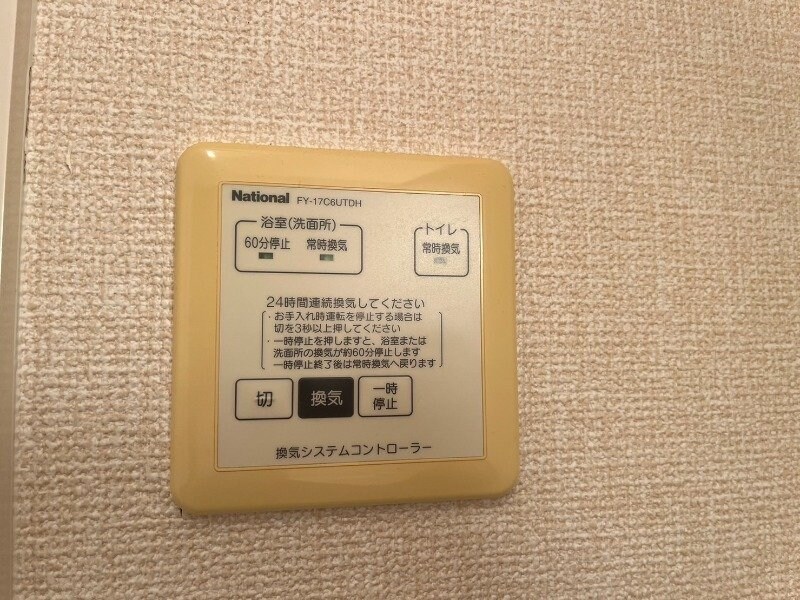 National FY-17C6UTDH
浴室(洗面所)
60分停止 常時換気
トイレ
常時換気
24時間連続換気してください
・お手入れ時運転を停止する場合は
切を3秒以上押してください
・一時停止を押しますと、浴室または
洗面所の換気が約60分停止します
一時停止終了後は常時換気へ戻ります
切
換気
一時
停止
換気システムコントローラー